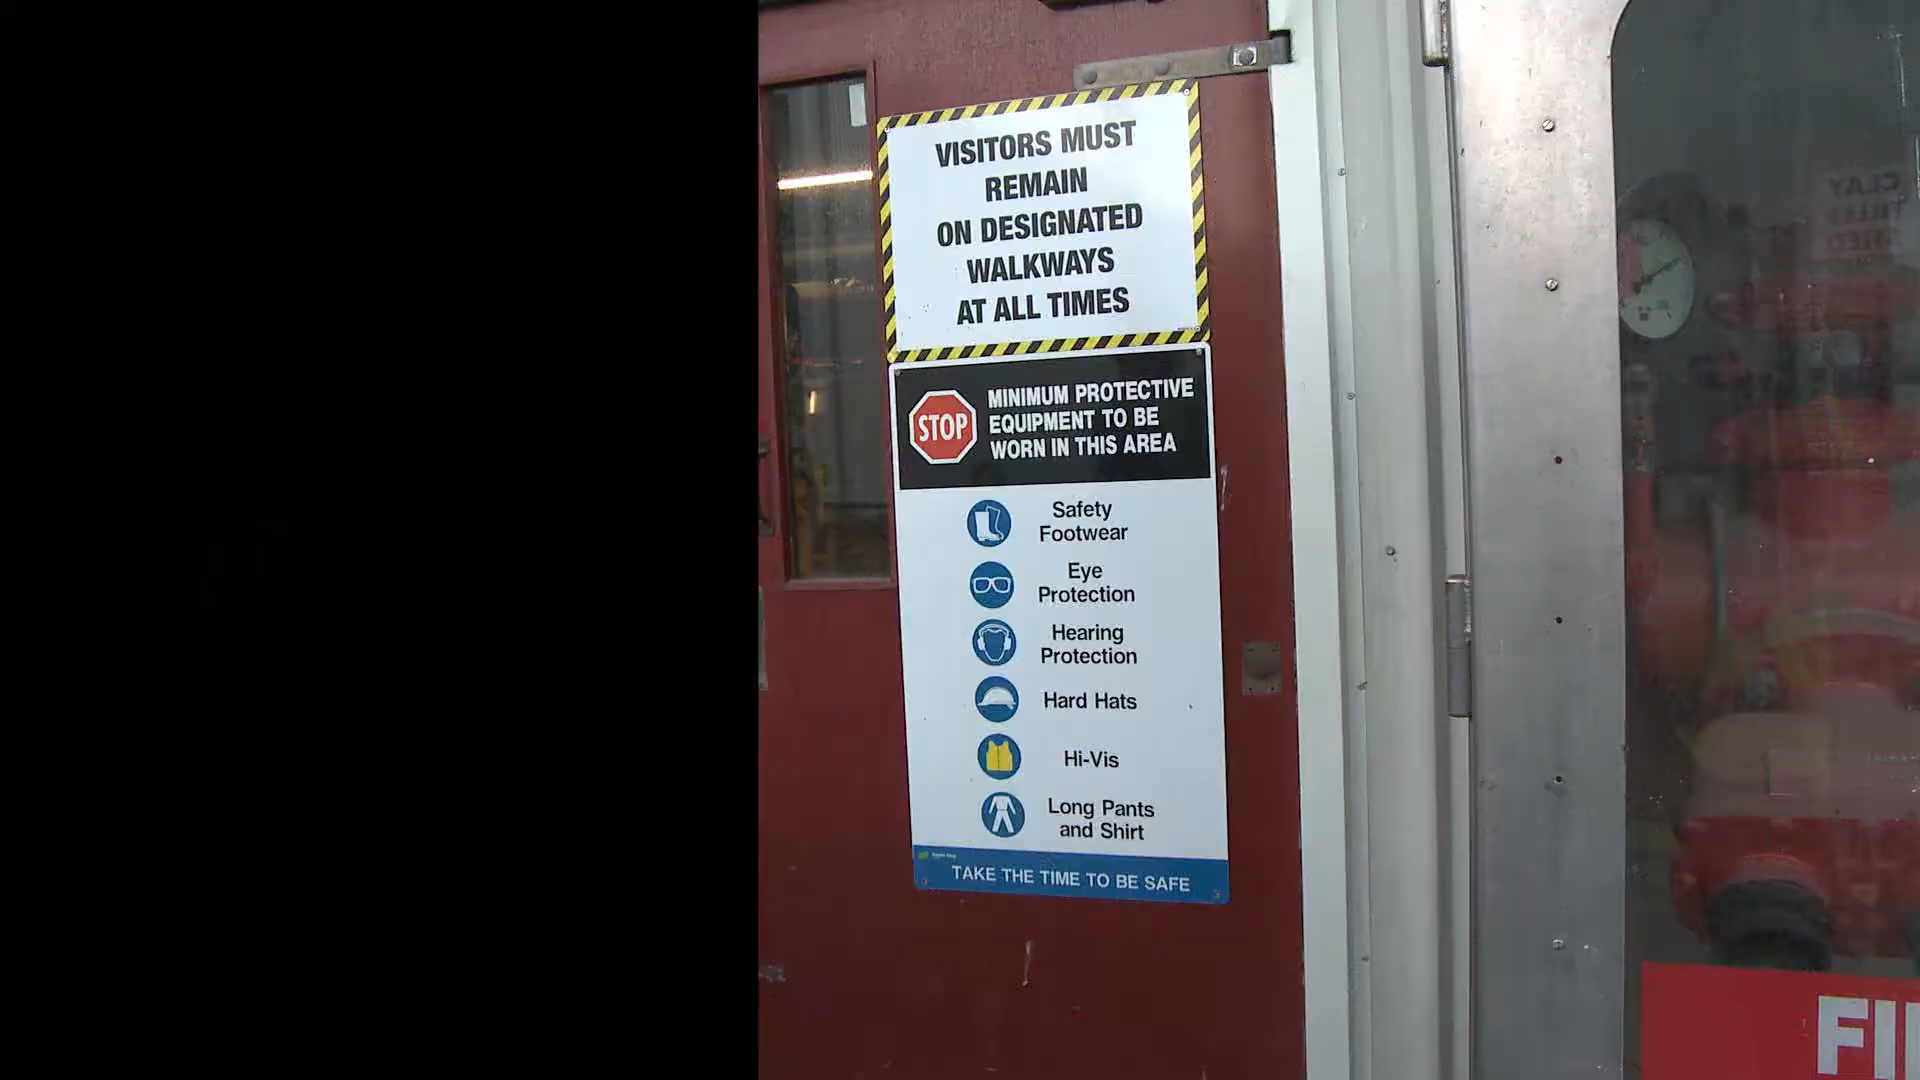 VISITORS MUST
REMAIN
ON DESIGNATED
WALKWAYS
AT ALL TIMES
STOP
MINIMUM PROTECTIVE
EQUIPMENT TO BE
WORN IN THIS AREA
Safety
Footwear
Eye
Protection
Hearing
Protection
Hard Hats
Hi-Vis
Long Pants
and Shirt
TAKE THE TIME TO BE SAFE
CLAY